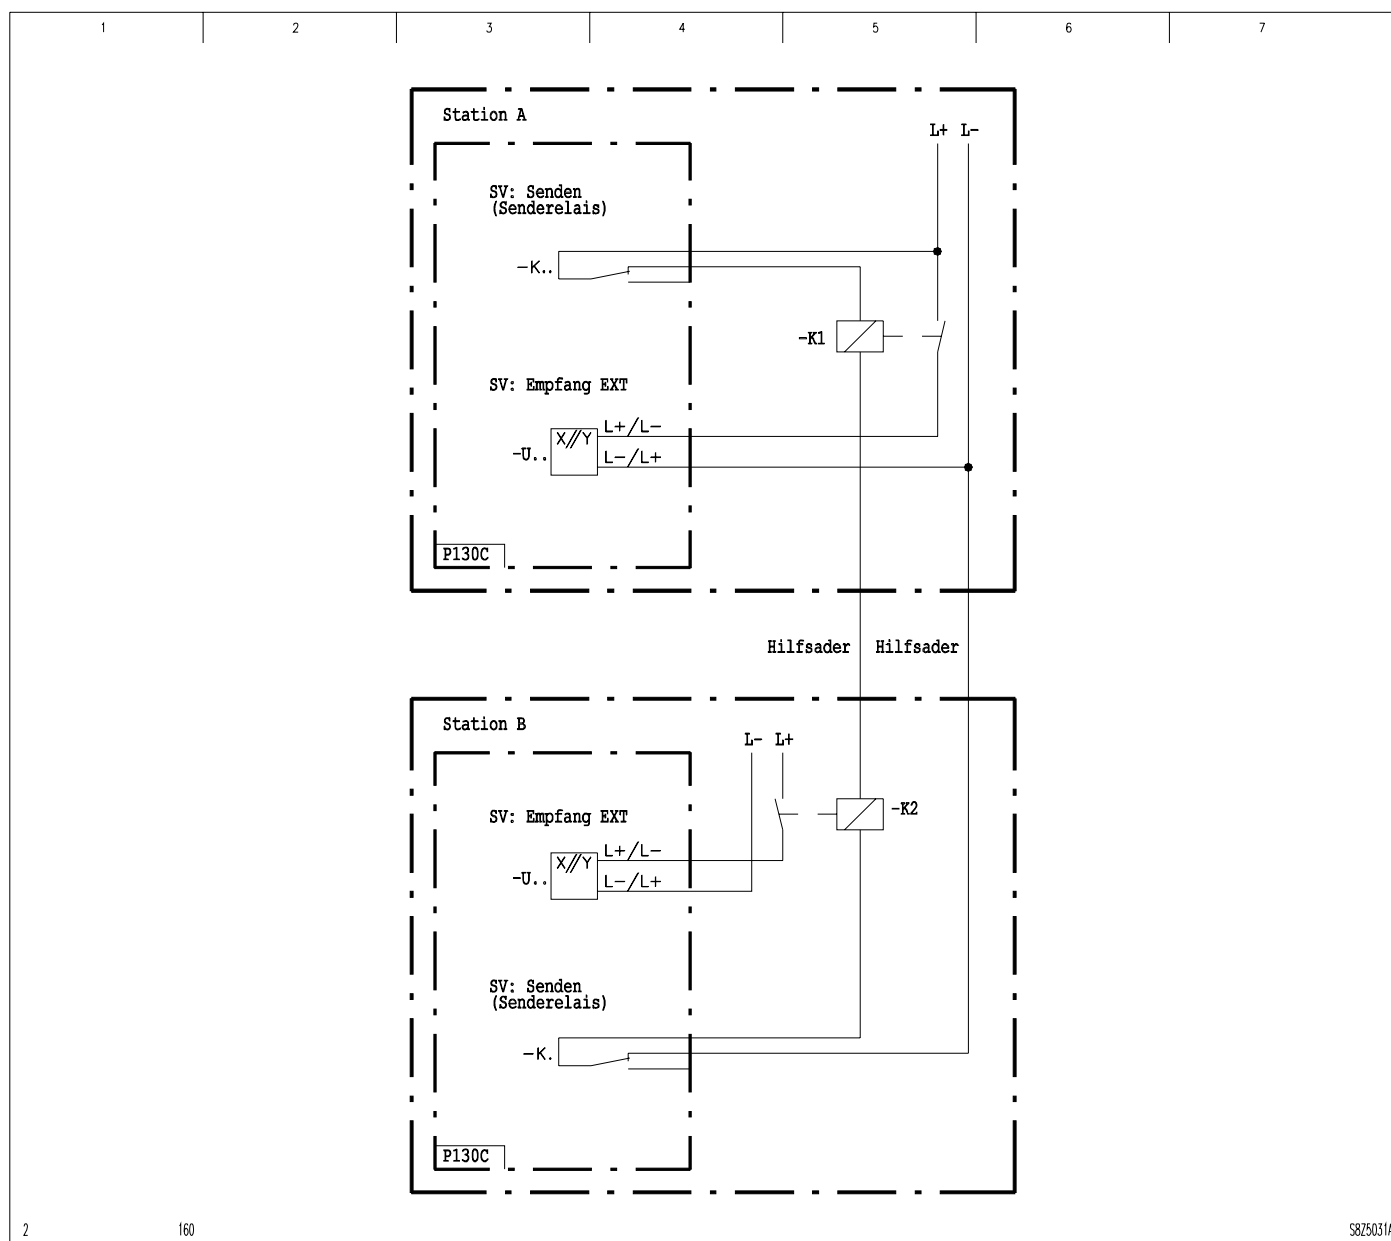 1 2 3 4 5 6 7
Station A
L+ L-
SV: Senden
(Senderelais)
-K..
-K1
SV: Empfang EXT
L+/L-
X//Y
-U..
L-/L+
P130C
Hilfsader Hilfsader
Station B
L- L+
-K2
SV: Empfang EXT
L+/L-
X//Y
-U..
L-/L+
SV: Senden
(Senderelais)
-K.
P130C
2 160 S8Z5031A